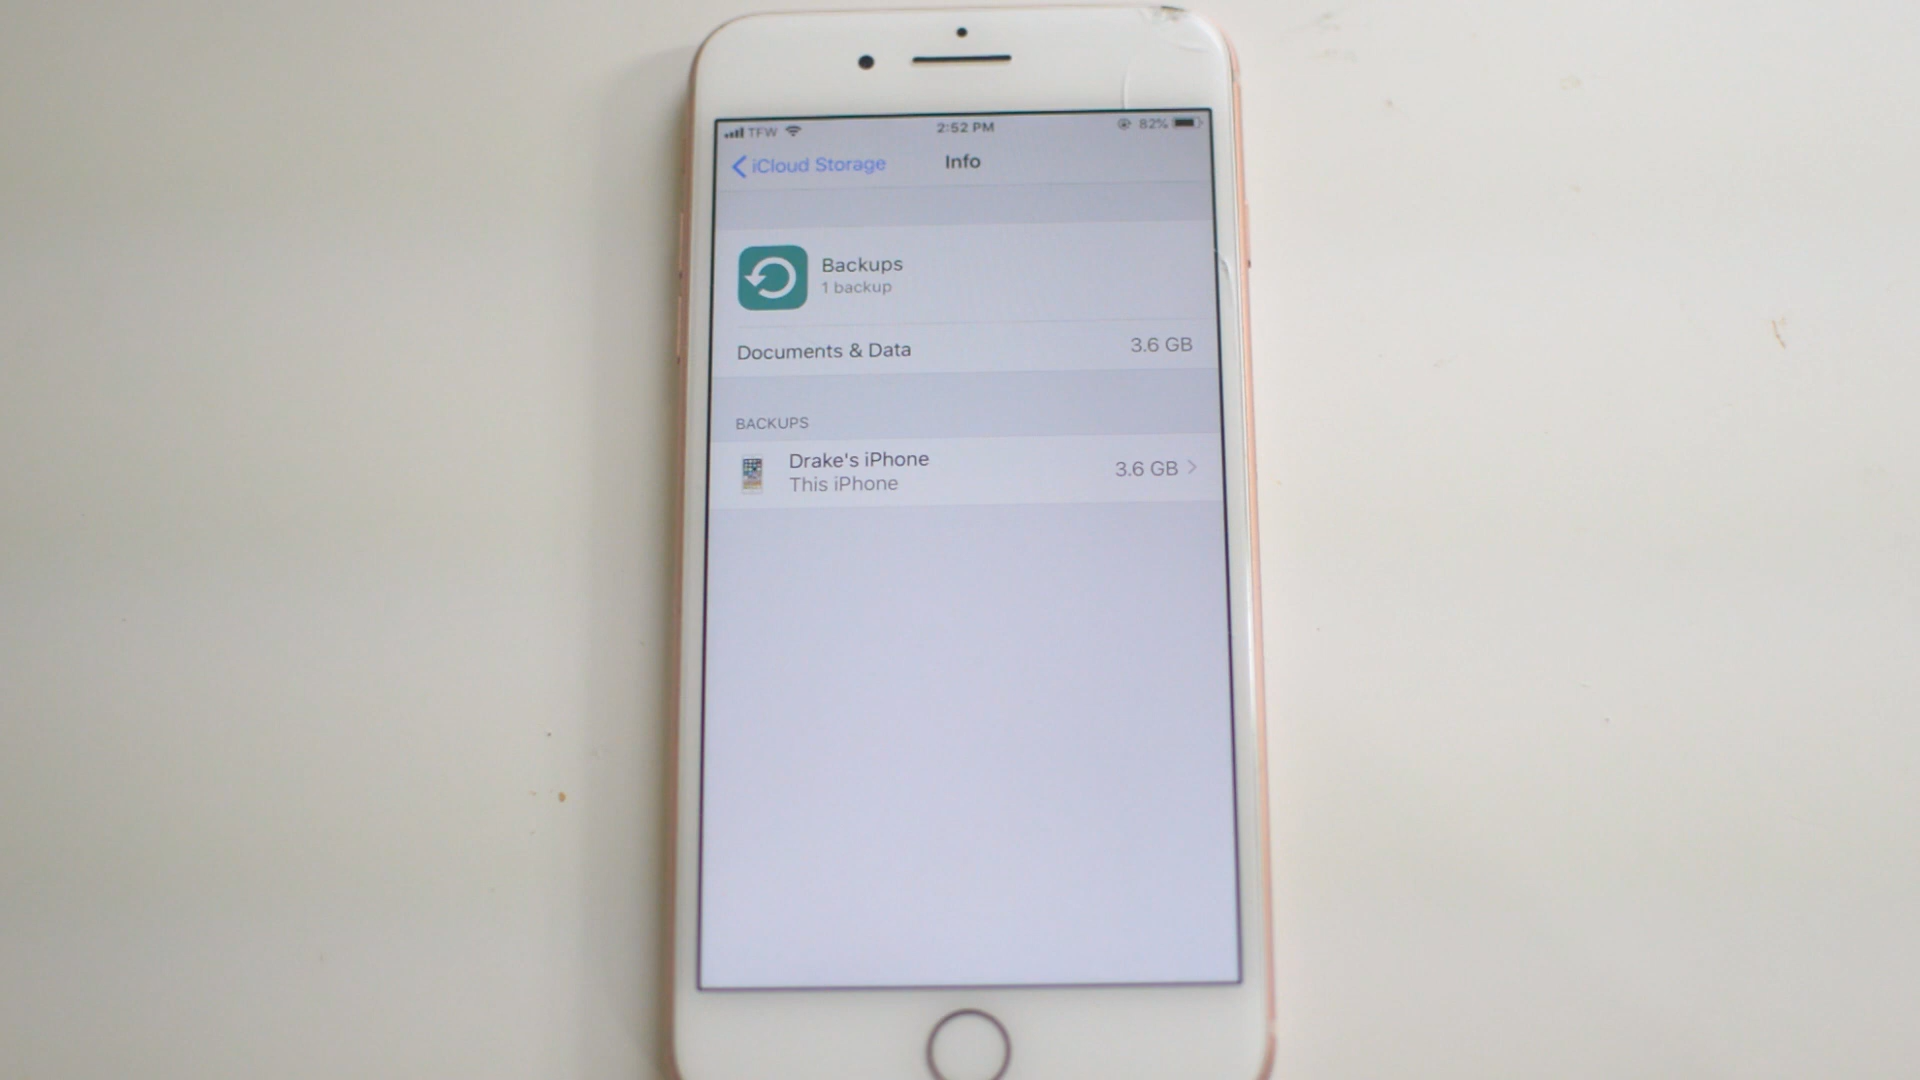 TFW 2:52 PM 82%
iCloud Storage Info
Backups
1 backup
Documents & Data 3.6 GB
BACKUPS
Drake's iPhone 3.6 GB
This iPhone